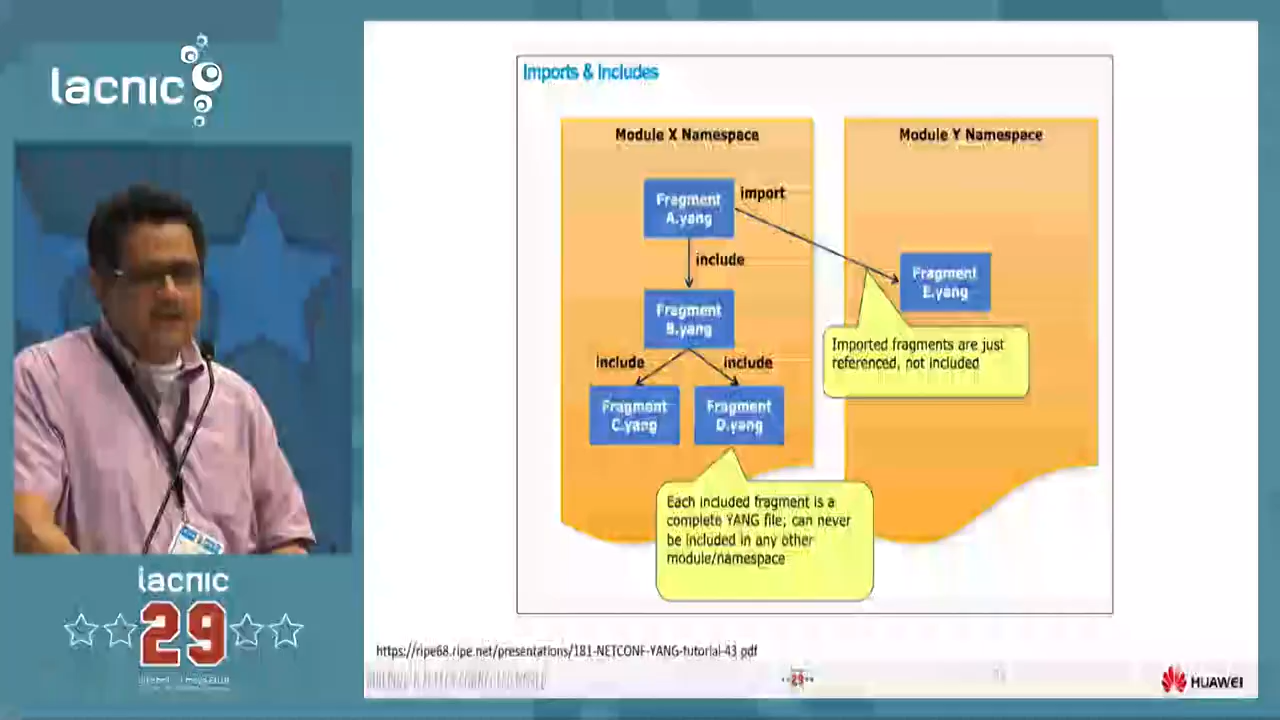 lacnic
Imports & Includes
Module X Namespace
Module Y Namespace
Fragment
A.yang
import
include
Fragment
E.yang
Fragment
B.yang
Imported fragments are just
referenced, not included
include
include
Fragment
C.yang
Fragment
D.yang
Each included fragment is a
complete YANG file; can never
be included in any other
module/namespace
https://ripe68.ripe.net/presentations/181-NETCONF-YANG-tutorial-43.pdf
lacnic
29
29
HUAWEI